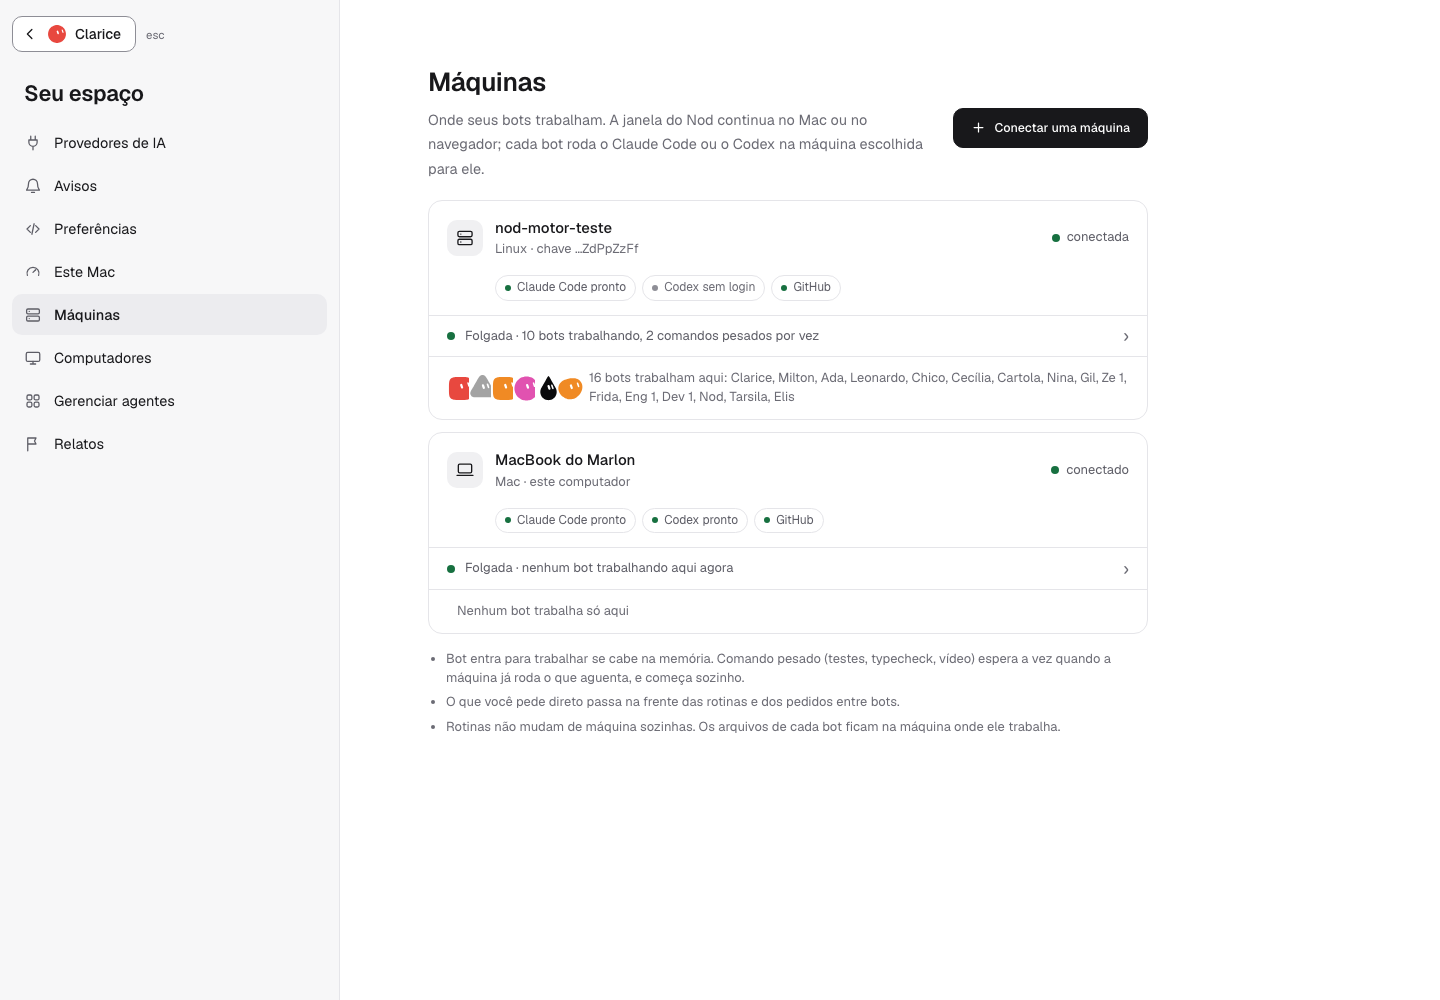 Clarice
esc
Seu espaço
Provedores de IA
Avisos
Preferências
Este Mac
Máquinas
Computadores
Gerenciar agentes
Relatos
Máquinas
Onde seus bots trabalham. A janela do Nod continua no Mac ou no
navegador; cada bot roda o Claude Code ou o Codex na máquina escolhida
para ele.
Conectar uma máquina
nod-motor-teste
Linux · chave …ZdPpZzFf
conectada
Claude Code pronto
Codex sem login
GitHub
Folgada · 10 bots trabalhando, 2 comandos pesados por vez
16 bots trabalham aqui: Clarice, Milton, Ada, Leonardo, Chico, Cecília, Cartola, Nina, Gil, Ze 1,
Frida, Eng 1, Dev 1, Nod, Tarsila, Elis
MacBook do Marlon
Mac · este computador
conectado
Claude Code pronto
Codex pronto
GitHub
Folgada · nenhum bot trabalhando aqui agora
Nenhum bot trabalha só aqui
• Bot entra para trabalhar se cabe na memória. Comando pesado (testes, typecheck, vídeo) espera a vez quando a
máquina já roda o que aguenta, e começa sozinho.
• O que você pede direto passa na frente das rotinas e dos pedidos entre bots.
• Rotinas não mudam de máquina sozinhas. Os arquivos de cada bot ficam na máquina onde ele trabalha.